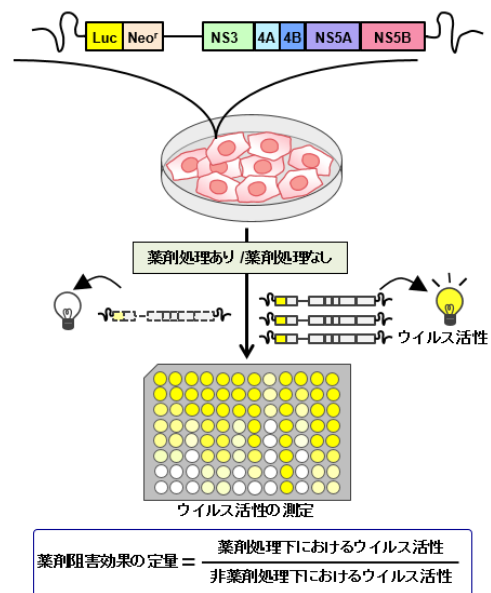 Luc Neoʳ NS3 4A 4B NS5A NS5B
薬剤処理あり/薬剤処理なし
ウイルス活性
ウイルス活性の測定
薬剤阻害効果の定量＝
薬剤処理下におけるウイルス活性
非薬剤処理下におけるウイルス活性